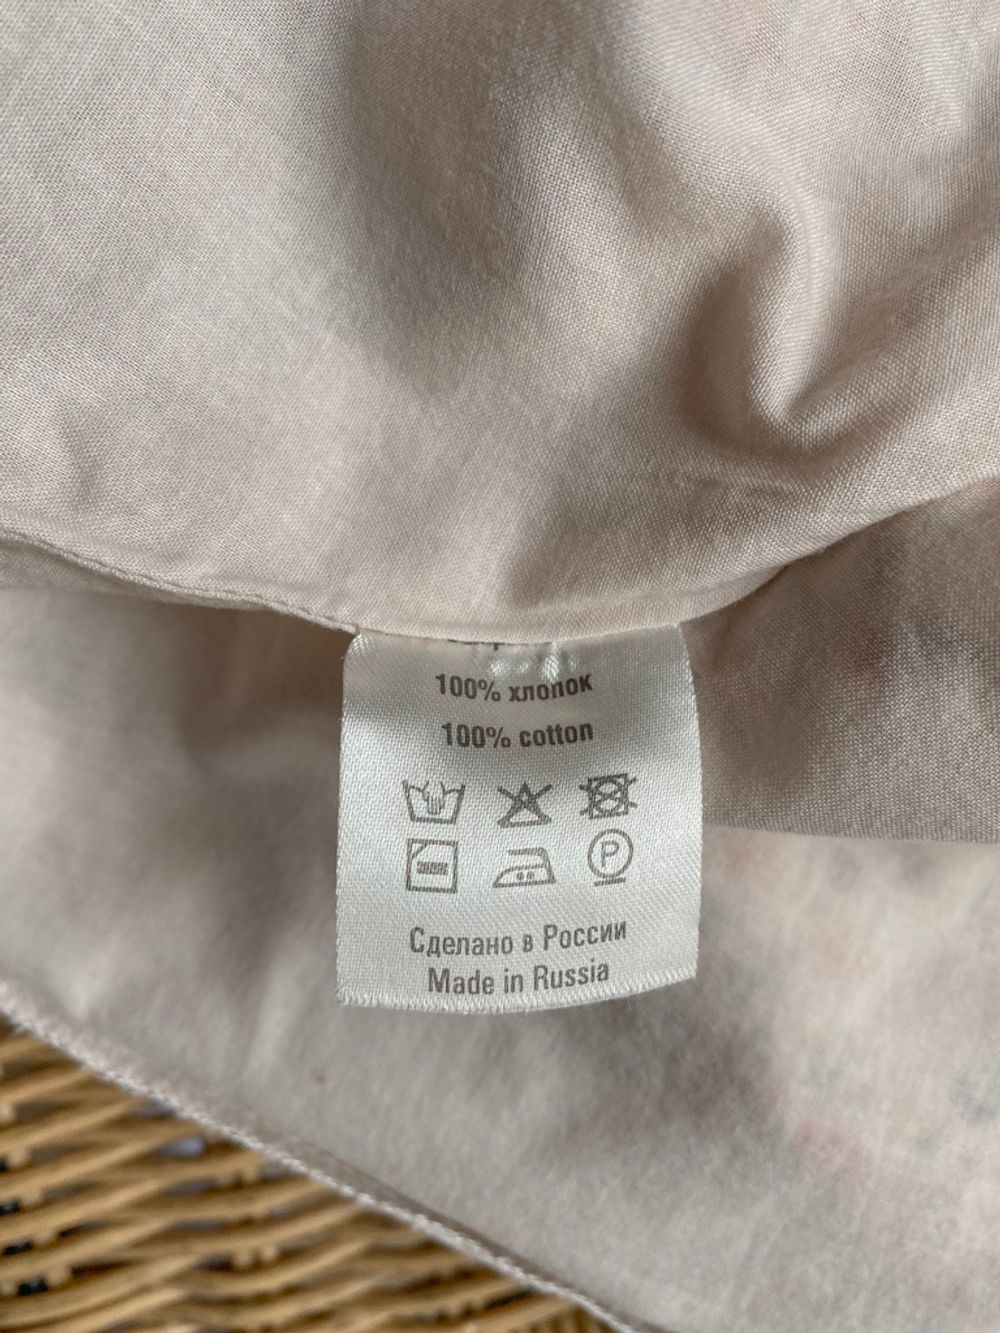 100% хлопок
100% cotton
P
Сделано в России
Made in Russia